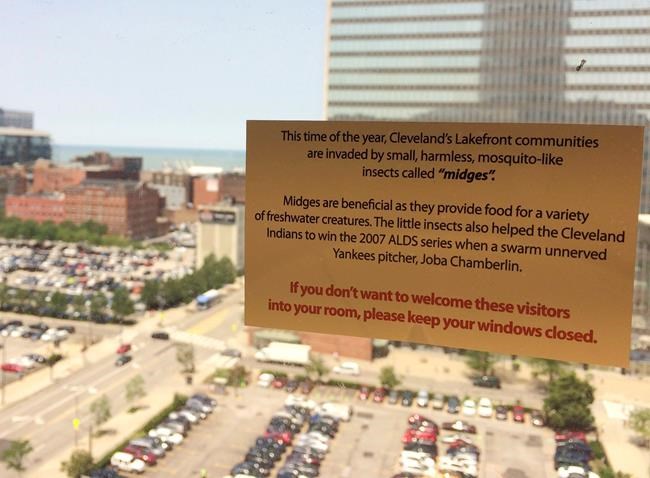 This time of the year, Cleveland's Lakefront communities
are invaded by small, harmless, mosquito-like
insects called "midges".
Midges are beneficial as they provide food for a variety
of freshwater creatures. The little insects also helped the Cleveland
Indians to win the 2007 ALDS series when a swarm unnerved
Yankees pitcher, Joba Chamberlin.
If you don't want to welcome these visitors
into your room, please keep your windows closed.